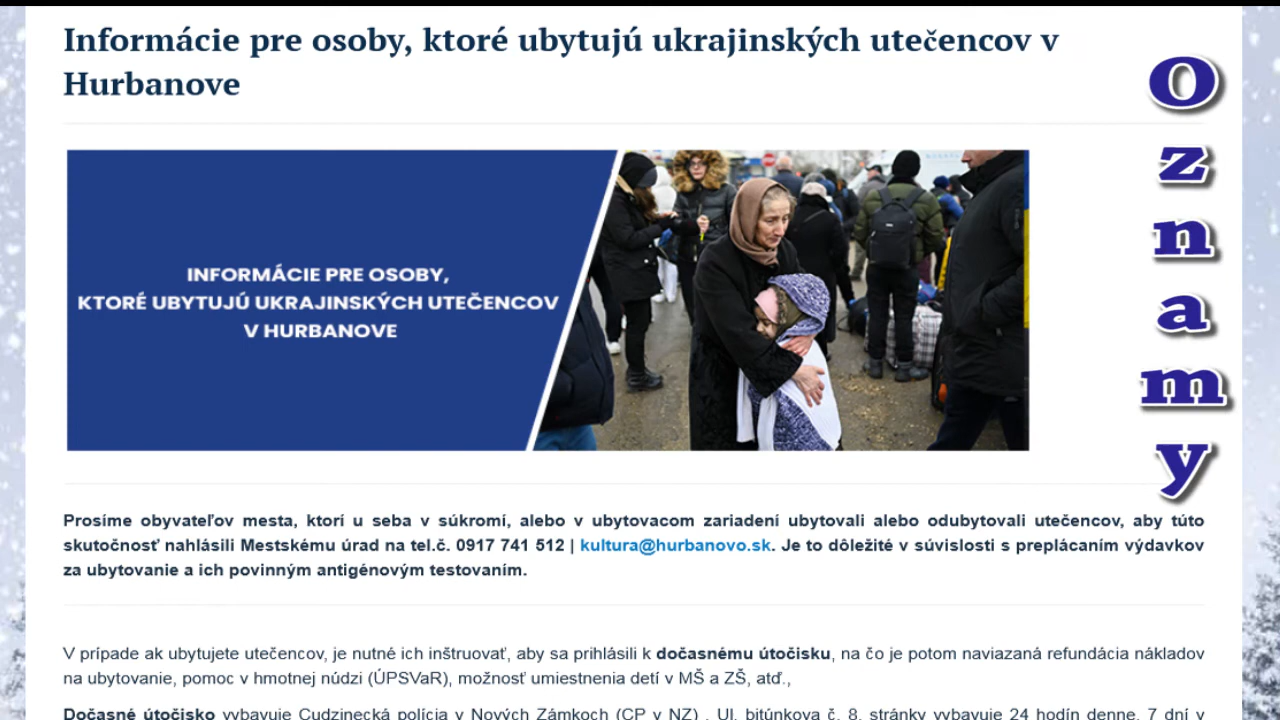 Informácie pre osoby, ktoré ubytujú ukrajinských utečencov v
Hurbanove
INFORMÁCIE PRE OSOBY,
KTORÉ UBYTUJÚ UKRAJINSKÝCH UTEČENCOV
V HURBANOVE
Oznamy
Prosíme obyvateľov mesta, ktorí u seba v súkromí, alebo v ubytovacom zariadení ubytovali alebo odubytovali utečencov, aby túto
skutočnosť nahlásili Mestskému úrad na tel.č. 0917 741 512 | kultura@hurbanovo.sk. Je to dôležité v súvislosti s preplácaním výdavkov
za ubytovanie a ich povinným antigénovým testovaním.
V prípade ak ubytujete utečencov, je nutné ich inštruovať, aby sa prihlásili k dočasnému útočisku, na čo je potom naviazaná refundácia nákladov
na ubytovanie, pomoc v hmotnej núdzi (ÚPSVaR), možnosť umiestnenia detí v MŠ a ZŠ, atď.,
Dočasné útočisko vybavuje Cudzinecká polícia v Nových Zámkoch (CP v NZ) , Ul. bitúnkova č. 8, stránky vybavuje 24 hodín denne, 7 dní v